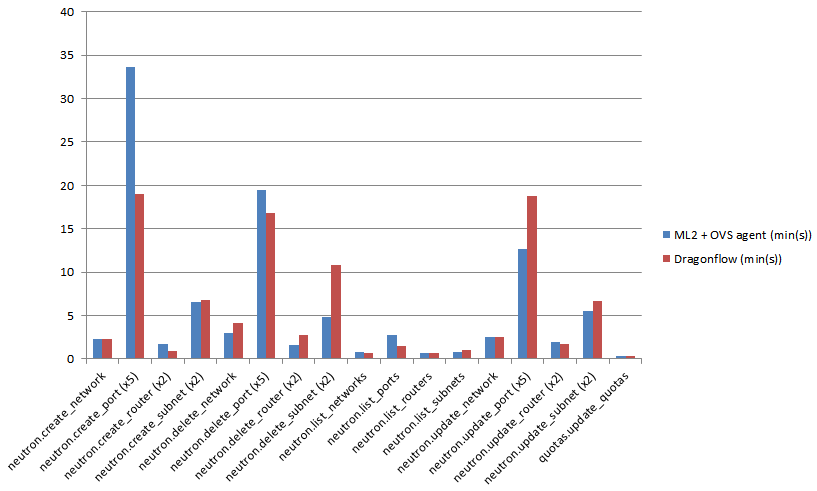 40
35
30
25
20
15
10
5
0
neutron.create_network
neutron.create_port (x5)
neutron.create_router (x2)
neutron.create_subnet (x2)
neutron.delete_network
neutron.delete_port (x5)
neutron.delete_router (x2)
neutron.delete_subnet (x2)
neutron.list_networks
neutron.list_ports
neutron.list_routers
neutron.list_subnets
neutron.update_network
neutron.update_port (x5)
neutron.update_router (x2)
neutron.update_subnet (x2)
quotas.update_quotas
ML2 + OVS agent (min(s))
Dragonflow (min(s))